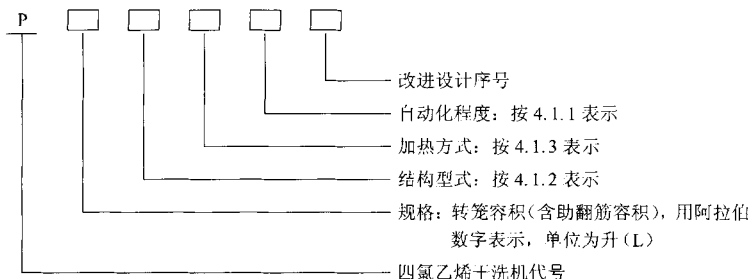 P
改进设计序号
自动化程度：按 4.1.1 表示
加热方式：按 4.1.3 表示
结构型式：按 4.1.2 表示
规格：转笼容积(含助翻筋容积)，用阿拉伯
数字表示，单位为升(L)
四氯乙烯干洗机代号